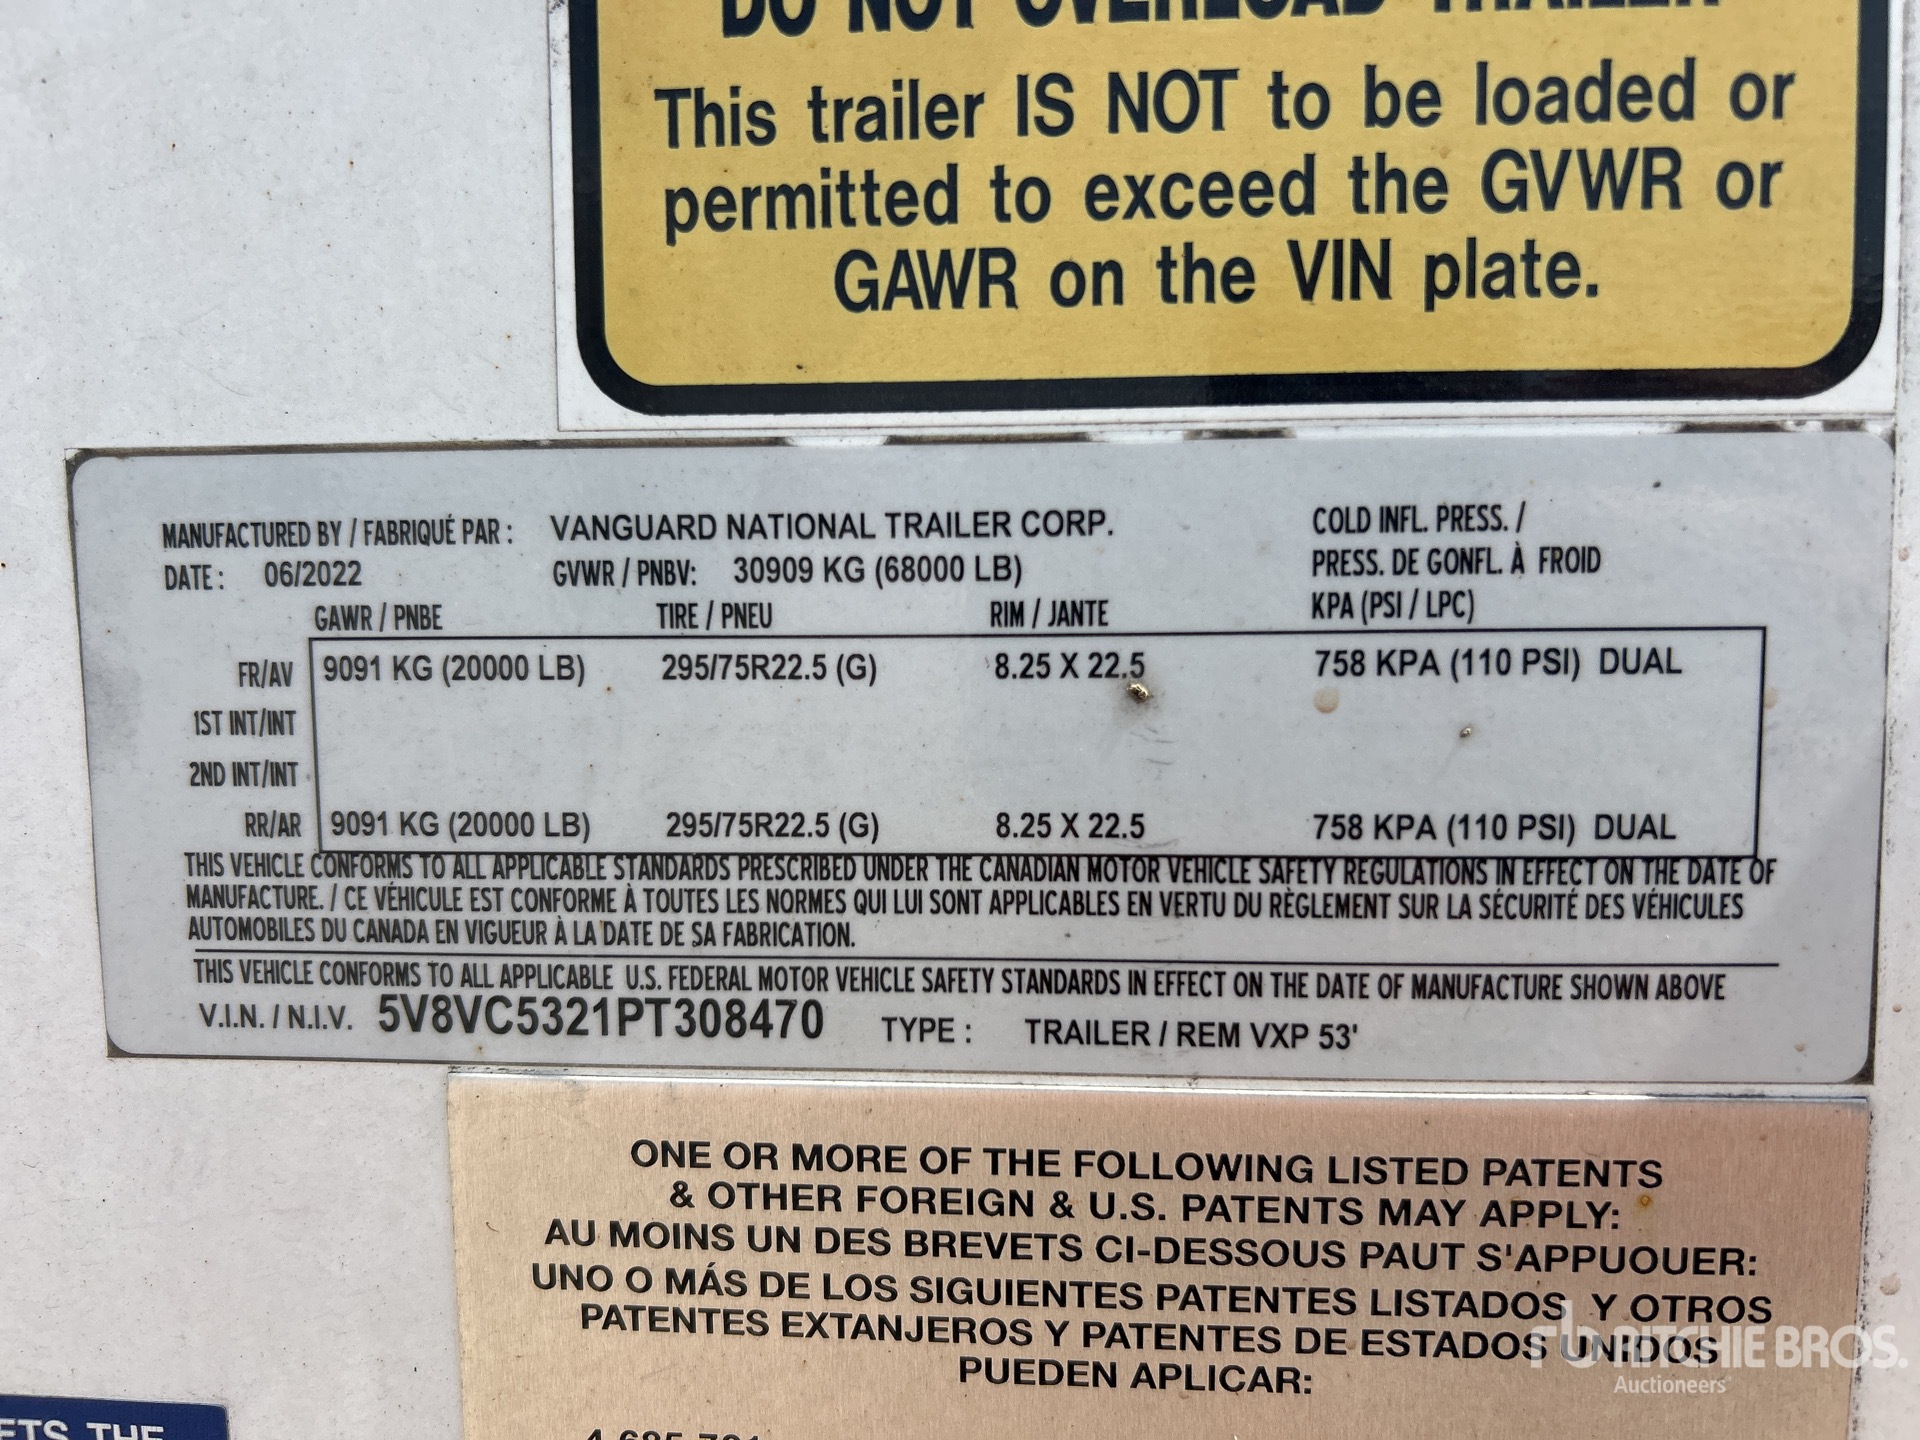 DO NOT OVERLOAD TRAILER
This trailer IS NOT to be loaded or
permitted to exceed the GVWR or
GAWR on the VIN plate.
MANUFACTURED BY / FABRIQUÉ PAR : VANGUARD NATIONAL TRAILER CORP. COLD INFL. PRESS. /
DATE : 06/2022 GVWR / PNBV: 30909 KG (68000 LB) PRESS. DE GONFL. À FROID
GAWR / PNBE TIRE / PNEU RIM / JANTE KPA (PSI / LPC)
FR/AV 9091 KG (20000 LB) 295/75R22.5 (G) 8.25 X 22.5 758 KPA (110 PSI) DUAL
1ST INT/INT
2ND INT/INT
RR/AR 9091 KG (20000 LB) 295/75R22.5 (G) 8.25 X 22.5 758 KPA (110 PSI) DUAL
THIS VEHICLE CONFORMS TO ALL APPLICABLE STANDARDS PRESCRIBED UNDER THE CANADIAN MOTOR VEHICLE SAFETY REGULATIONS IN EFFECT ON THE DATE OF
MANUFACTURE. / CE VÉHICULE EST CONFORME À TOUTES LES NORMES QUI LUI SONT APPLICABLES EN VERTU DU RÈGLEMENT SUR LA SÉCURITÉ DES VÉHICULES
AUTOMOBILES DU CANADA EN VIGUEUR À LA DATE DE SA FABRICATION.
THIS VEHICLE CONFORMS TO ALL APPLICABLE U.S. FEDERAL MOTOR VEHICLE SAFETY STANDARDS IN EFFECT ON THE DATE OF MANUFACTURE SHOWN ABOVE
V.I.N. / N.I.V. 5V8VC5321PT308470 TYPE : TRAILER / REM VXP 53'
ONE OR MORE OF THE FOLLOWING LISTED PATENTS
& OTHER FOREIGN & U.S. PATENTS MAY APPLY:
AU MOINS UN DES BREVETS CI-DESSOUS PAUT S'APPUOUER:
UNO O MÁS DE LOS SIGUIENTES PATENTES LISTADOS Y OTROS
PATENTES EXTANJEROS Y PATENTES DE ESTADOS UNIDOS
PUEDEN APLICAR:
rb RITCHIE BROS.
Auctioneers
THE